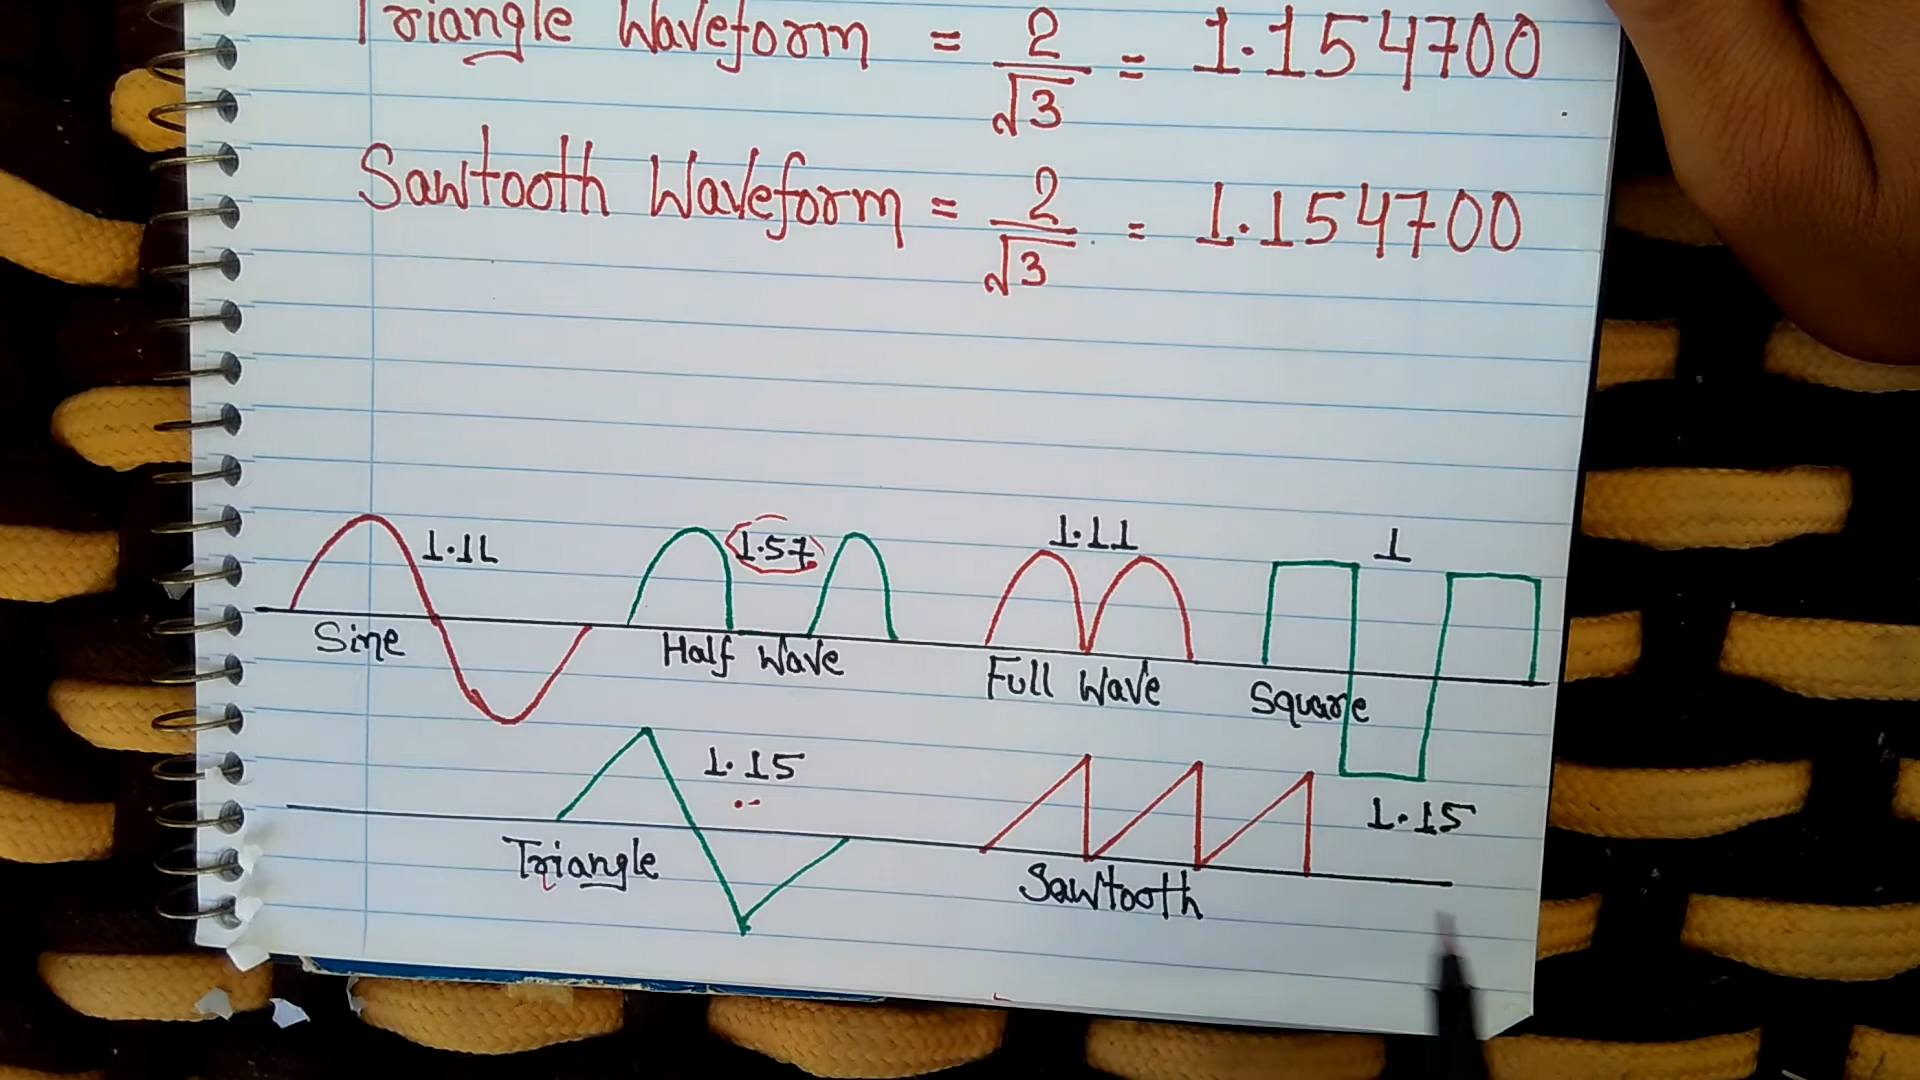 Triangle Waveform = 2/√3 = 1.154700
Sawtooth Waveform = 2/√3 = 1.154700
1.11 1.57 1.11 1
Sine Half Wave Full Wave Square
1.15 1.15
Triangle Sawtooth